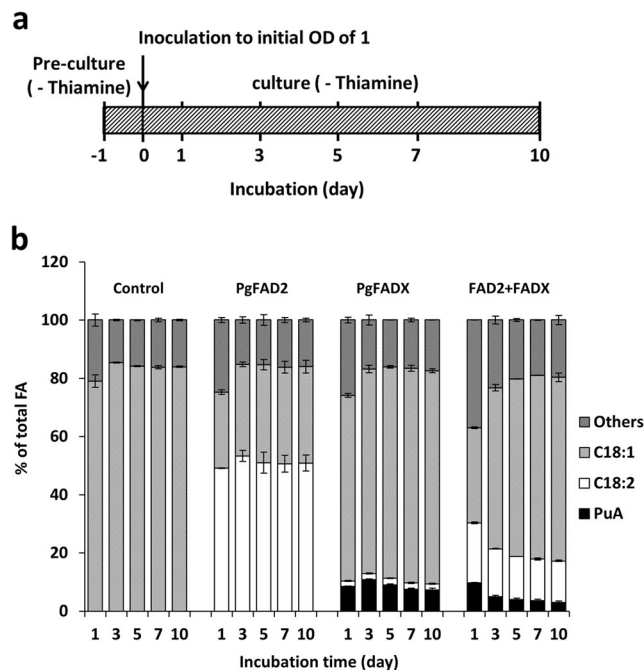 a
Inoculation to initial OD of 1
Pre-culture
( - Thiamine)
culture ( - Thiamine)
-1 0 1 3 5 7 10
Incubation (day)
b
120
100
80
60
40
20
0
% of total FA
Control PgFAD2 PgFADX FAD2+FADX
Others
C18:1
C18:2
PuA
1 3 5 7 10 1 3 5 7 10 1 3 5 7 10 1 3 5 7 10
Incubation time (day)